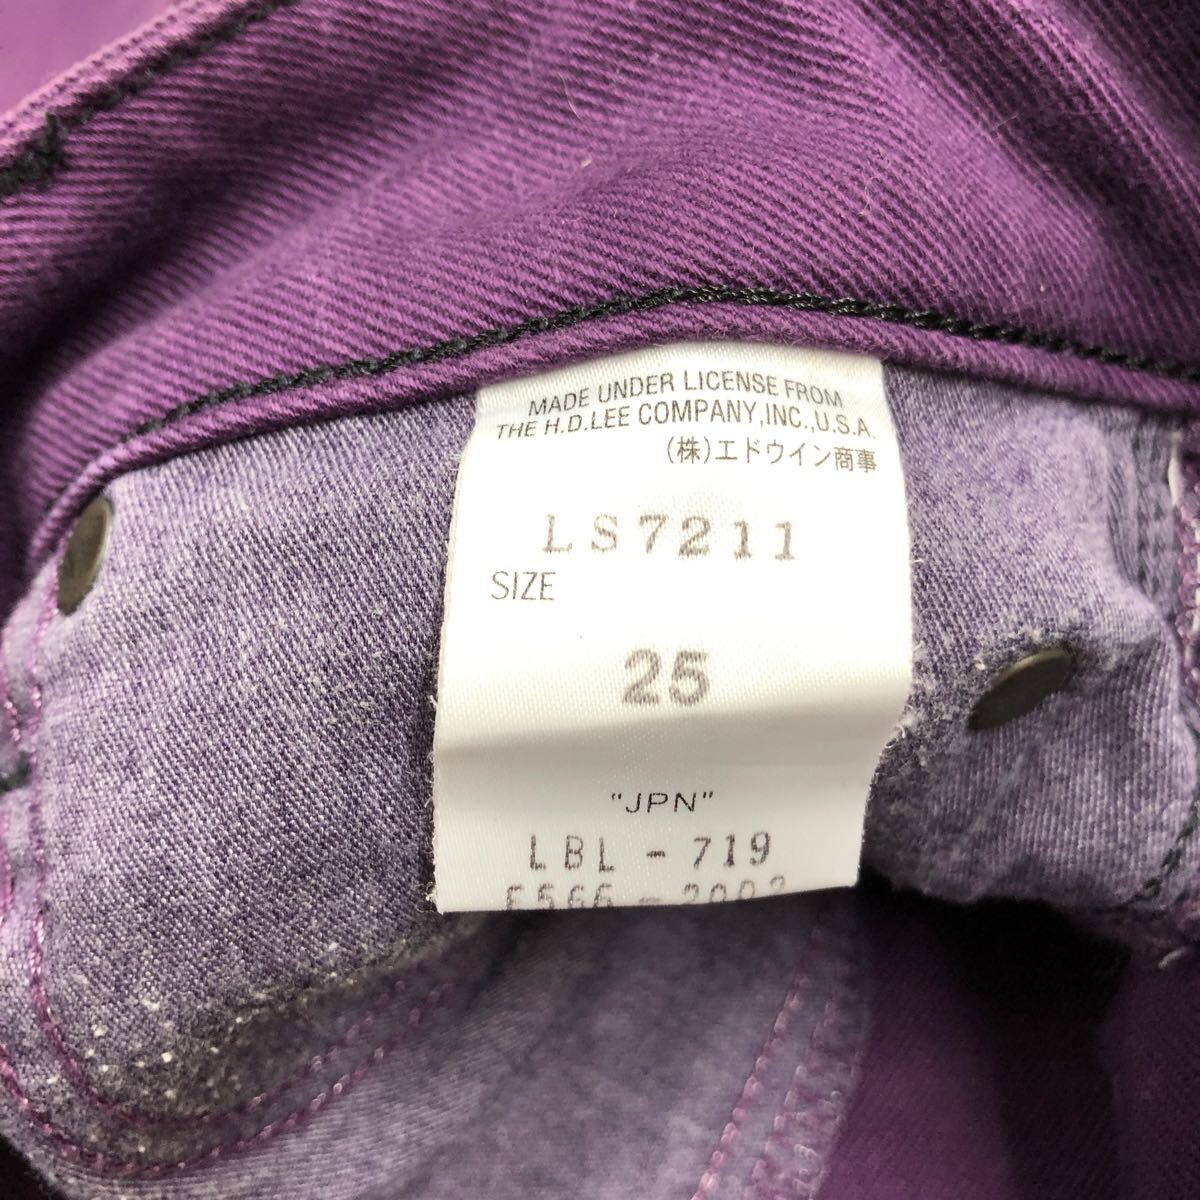 MADE UNDER LICENSE FROM
THE H.D.LEE COMPANY,INC.,U.S.A.
(株)エドウイン商事
LS7211
SIZE
25
"JPN"
LBL - 719